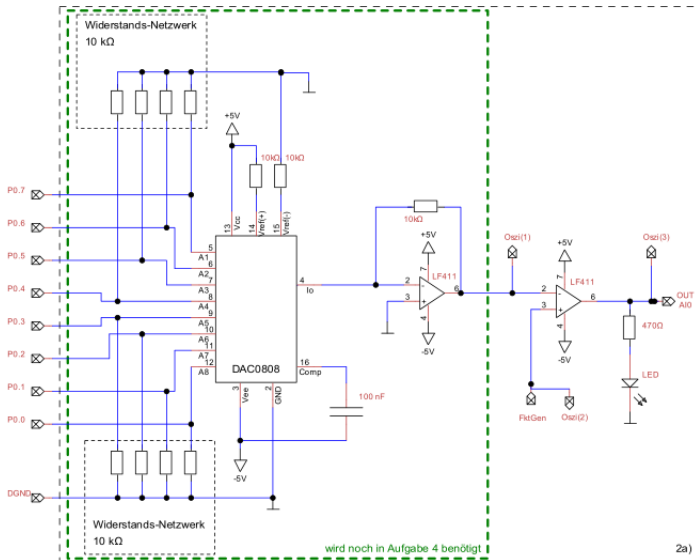 Widerstands-Netzwerk
10 kΩ
+5V
10kΩ
10kΩ
13
Vcc
14
Vref(+)
15
Vref(-)
P0.7
P0.6
P0.5
P0.4
P0.3
P0.2
P0.1
P0.0
DGND
5
A1
6
A2
7
A3
8
A4
9
A5
10
A6
11
A7
12
A8
4
Io
16
Comp
DAC0808
3
Vee
2
GND
-5V
100 nF
10kΩ
+5V
7
LF411
2
-
3
+
6
4
-5V
Oszi(1)
+5V
7
LF411
2
-
3
+
6
4
-5V
Oszi(3)
OUT
AI0
470Ω
LED
FktGen
Oszi(2)
Widerstands-Netzwerk
10 kΩ
wird noch in Aufgabe 4 benötigt
2a)